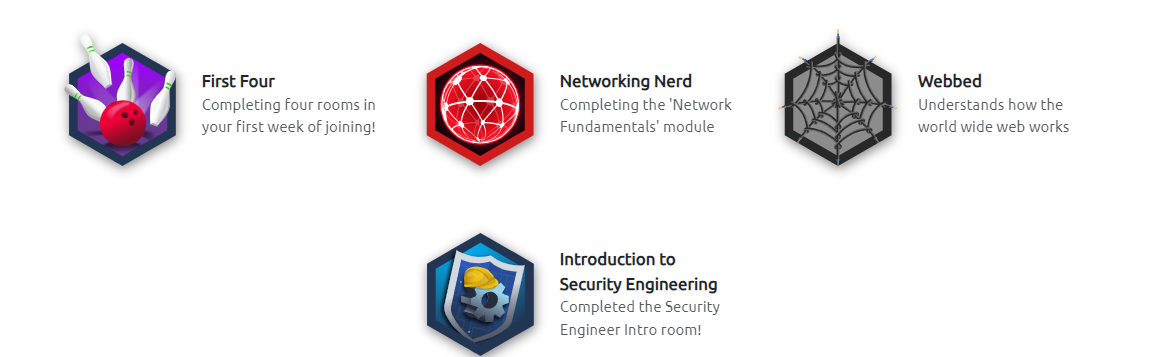 First Four
Completing four rooms in
your first week of joining!
Networking Nerd
Completing the 'Network
Fundamentals' module
Webbed
Understands how the
world wide web works
Introduction to
Security Engineering
Completed the Security
Engineer Intro room!